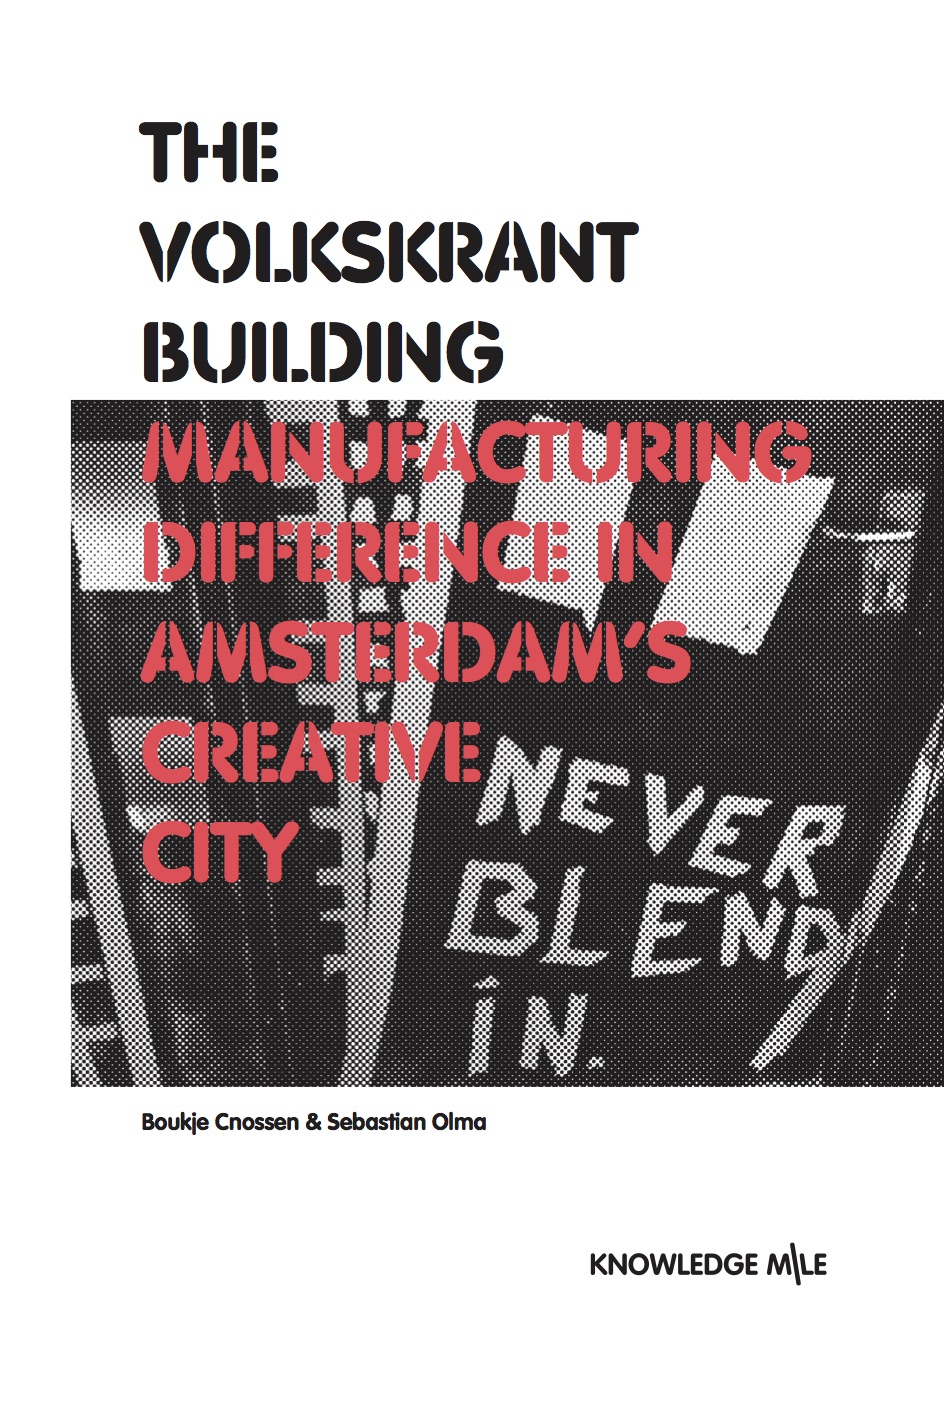 THE
VOLKSKRANT
BUILDING
MANUFACTURING
DIFFERENCE IN
AMSTERDAM'S
CREATIVE
CITY
NEVER
BLEND
IN.
Boukje Cnossen & Sebastian Olma
KNOWLEDGE MILE